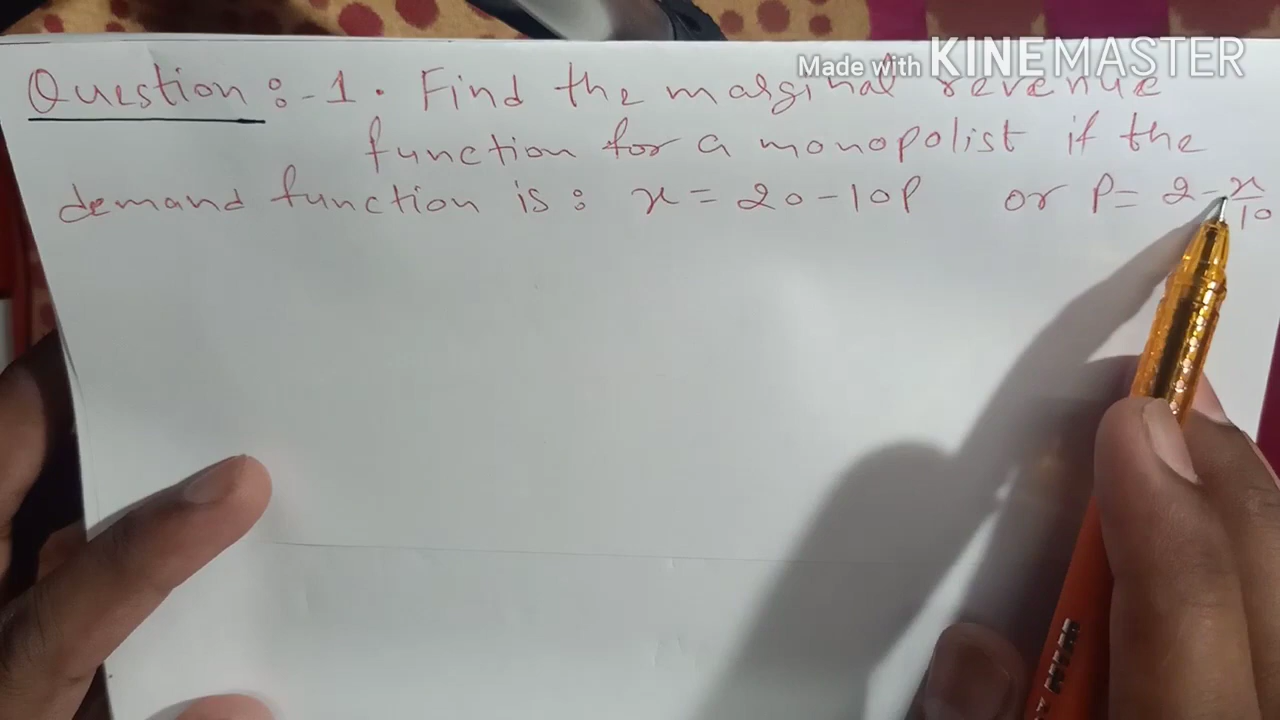 Made with KINEMASTER
Question :- 1. Find the marginal revenue
function for a monopolist if the
demand function is : x = 20 - 10P or P = 2 - x/10